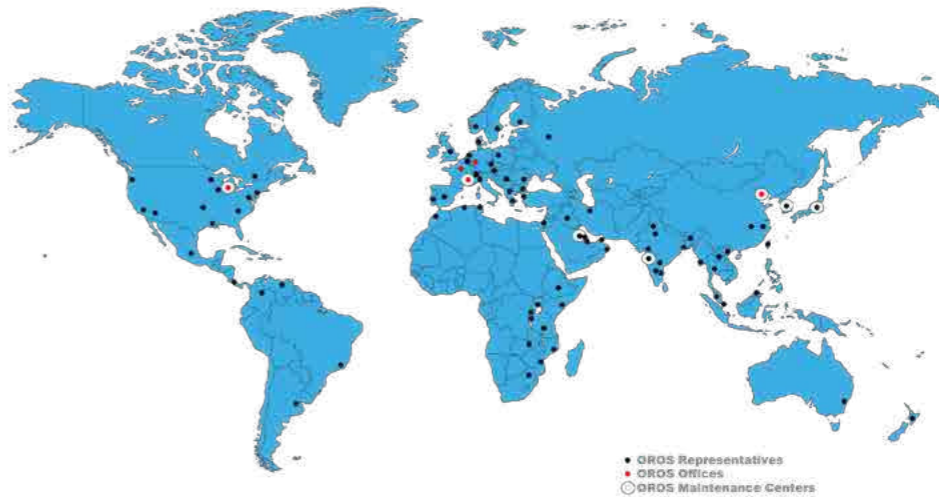 OROS Representatives
OROS Offices
OROS Maintenance Centers